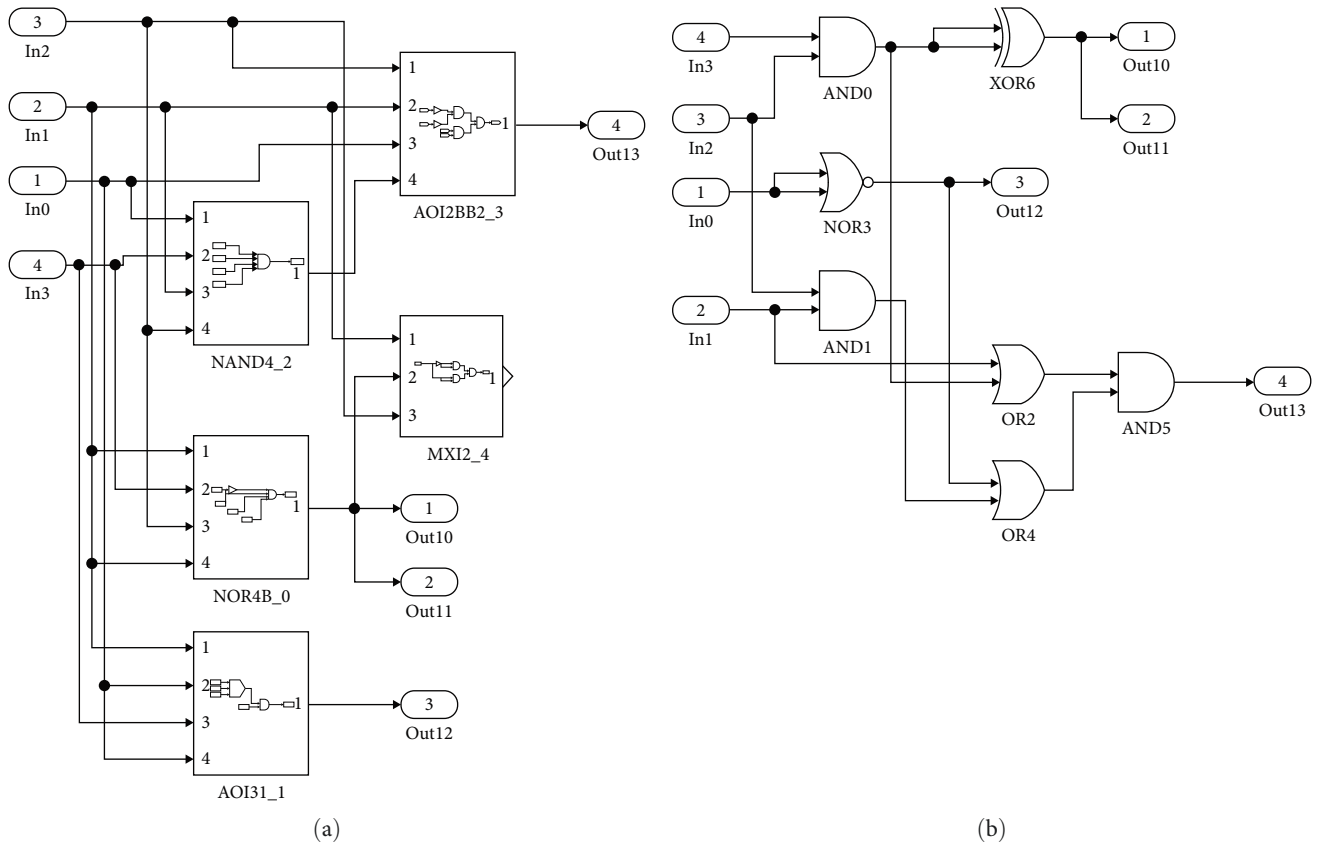 3
In2
2
In1
1
In0
4
In3
1
2
3
4
1
AOI2BB2_3
4
Out13
1
2
3
4
1
NAND4_2
1
2
3
1
MXI2_4
1
2
3
4
1
NOR4B_0
1
Out10
2
Out11
1
2
3
4
1
AOI31_1
3
Out12
(a)
4
In3
3
In2
1
In0
2
In1
AND0
XOR6
1
Out10
2
Out11
NOR3
3
Out12
AND1
OR2
AND5
4
Out13
OR4
(b)